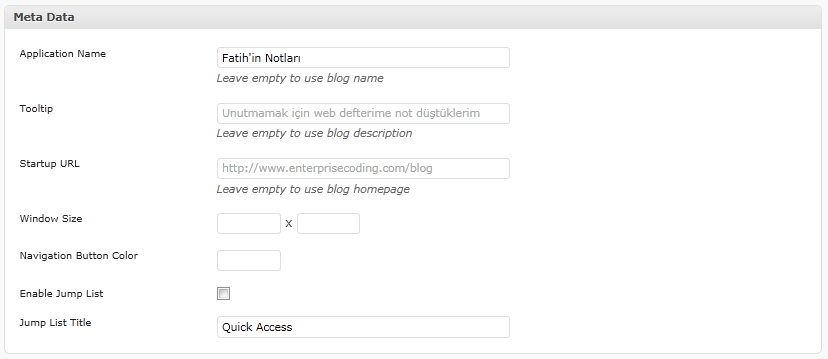 Meta Data
Application Name Fatih'in Notları
Leave empty to use blog name
Tooltip Unutmamak için web defterime not düştüklerim
Leave empty to use blog description
Startup URL http://www.enterprisecoding.com/blog
Leave empty to use blog homepage
Window Size x
Navigation Button Color
Enable Jump List
Jump List Title Quick Access